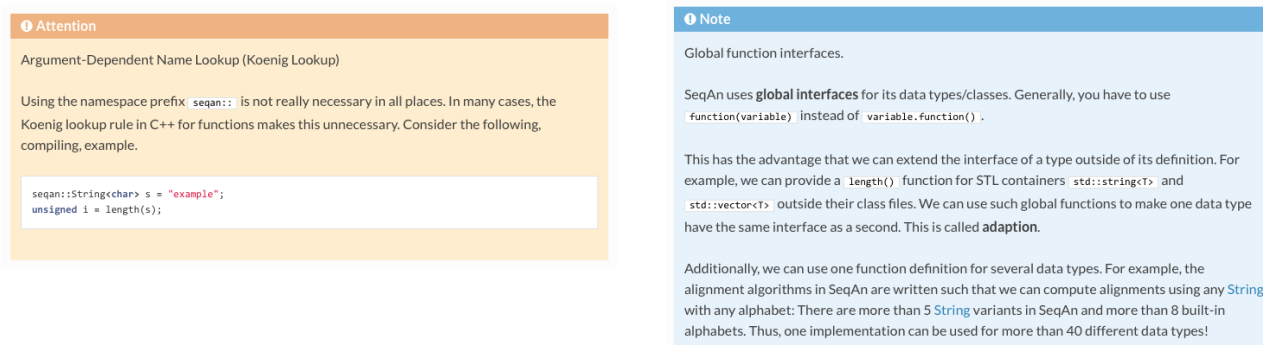 Attention
Argument-Dependent Name Lookup (Koenig Lookup)
Using the namespace prefix seqan:: is not really necessary in all places. In many cases, the
Koenig lookup rule in C++ for functions makes this unnecessary. Consider the following,
compiling, example.
seqan::String<char> s = "example";
unsigned i = length(s);
Note
Global function interfaces.
SeqAn uses global interfaces for its data types/classes. Generally, you have to use
function(variable) instead of variable.function() .
This has the advantage that we can extend the interface of a type outside of its definition. For
example, we can provide a length() function for STL containers std::string<T> and
std::vector<T> outside their class files. We can use such global functions to make one data type
have the same interface as a second. This is called adaption.
Additionally, we can use one function definition for several data types. For example, the
alignment algorithms in SeqAn are written such that we can compute alignments using any String
with any alphabet: There are more than 5 String variants in SeqAn and more than 8 built-in
alphabets. Thus, one implementation can be used for more than 40 different data types!